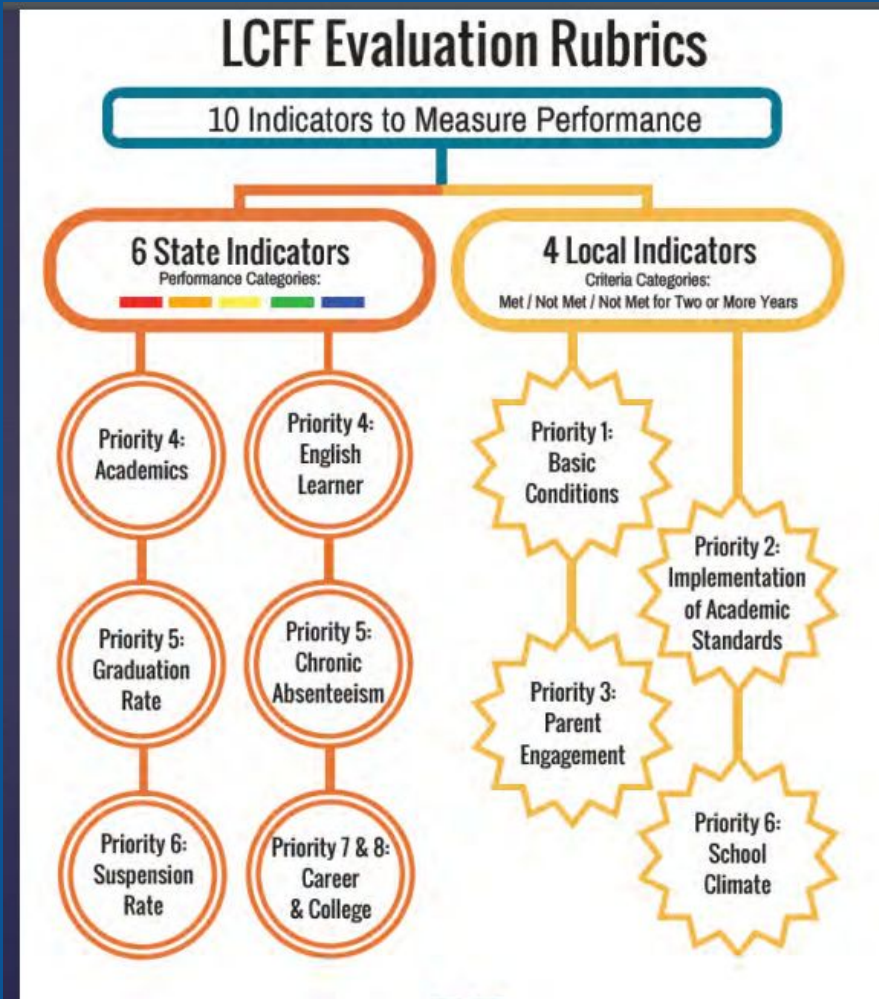 LCFF Evaluation Rubrics
10 Indicators to Measure Performance
6 State Indicators
Performance Categories:
4 Local Indicators
Criteria Categories:
Met / Not Met / Not Met for Two or More Years
Priority 4:
Academics
Priority 4:
English
Learner
Priority 5:
Graduation
Rate
Priority 5:
Chronic
Absenteeism
Priority 6:
Suspension
Rate
Priority 7 & 8:
Career
& College
Priority 1:
Basic
Conditions
Priority 2:
Implementation
of Academic
Standards
Priority 3:
Parent
Engagement
Priority 6:
School
Climate